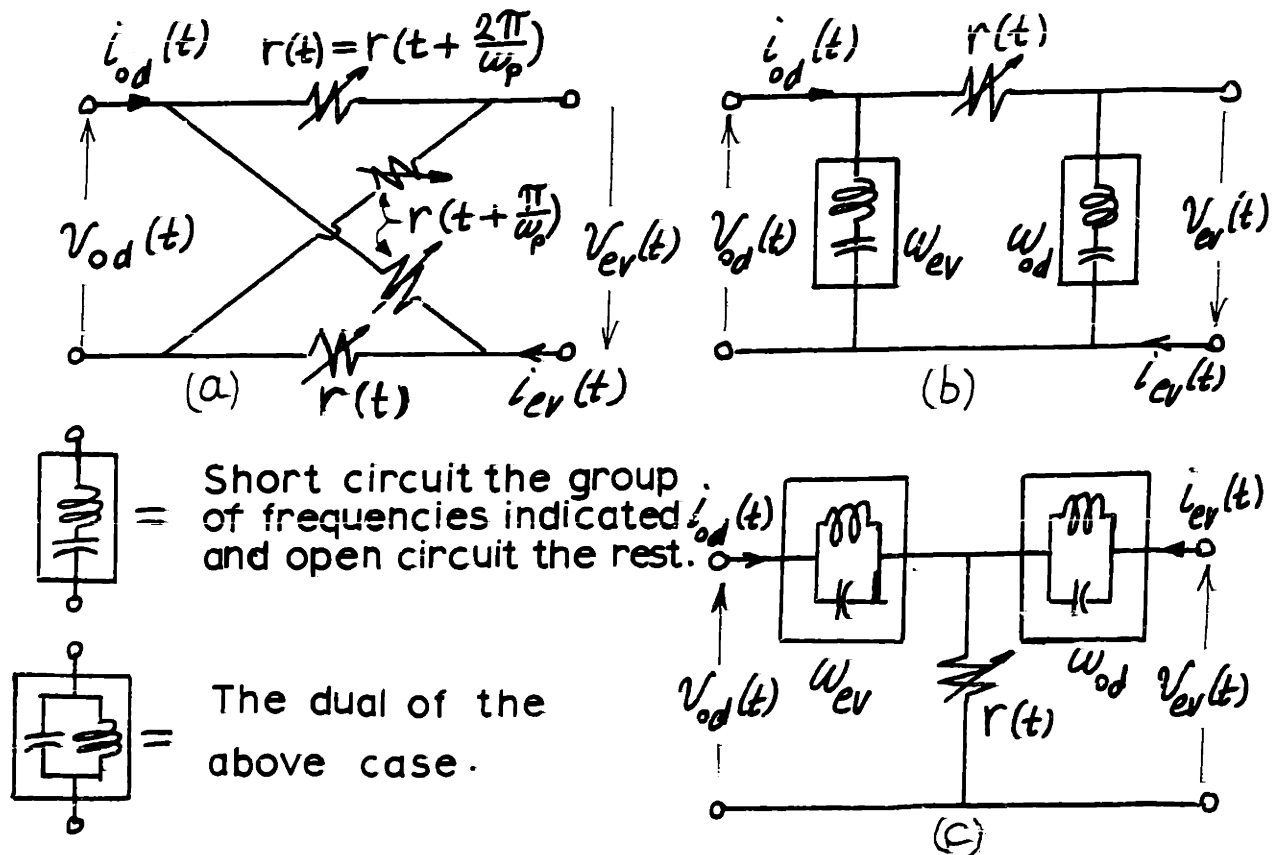 i_od(t)
r(t) = r(t + 2π/ω_p)
V_od(t)
r(t + π/ω_p)
V_ev(t)
r(t)
i_ev(t)
(a)
i_od(t)
r(t)
V_od(t)
ω_ev
ω_od
V_ev(t)
i_ev(t)
(b)
= Short circuit the group
of frequencies indicated
and open circuit the rest.
= The dual of the
above case.
i_od(t)
i_ev(t)
V_od(t)
ω_ev
r(t)
ω_od
V_ev(t)
(c)